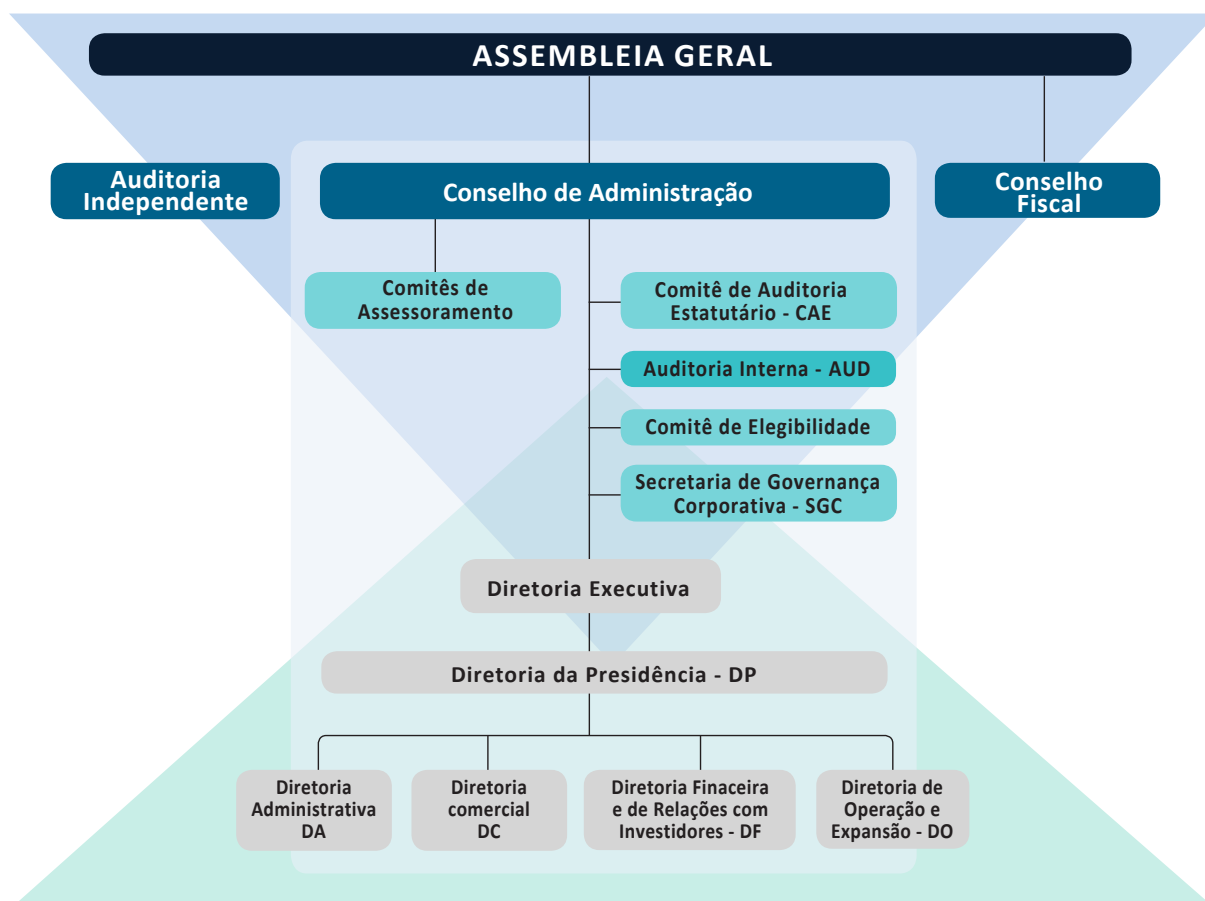 ASSEMBLEIA GERAL
Auditoria
Independente
Conselho de Administração
Conselho
Fiscal
Comitês de
Assessoramento
Comitê de Auditoria
Estatutário - CAE
Auditoria Interna - AUD
Comitê de Elegibilidade
Secretaria de Governança
Corporativa - SGC
Diretoria Executiva
Diretoria da Presidência - DP
Diretoria
Administrativa
DA
Diretoria
comercial
DC
Diretoria Finaceira
e de Relações com
Investidores - DF
Diretoria de
Operação e
Expansão - DO